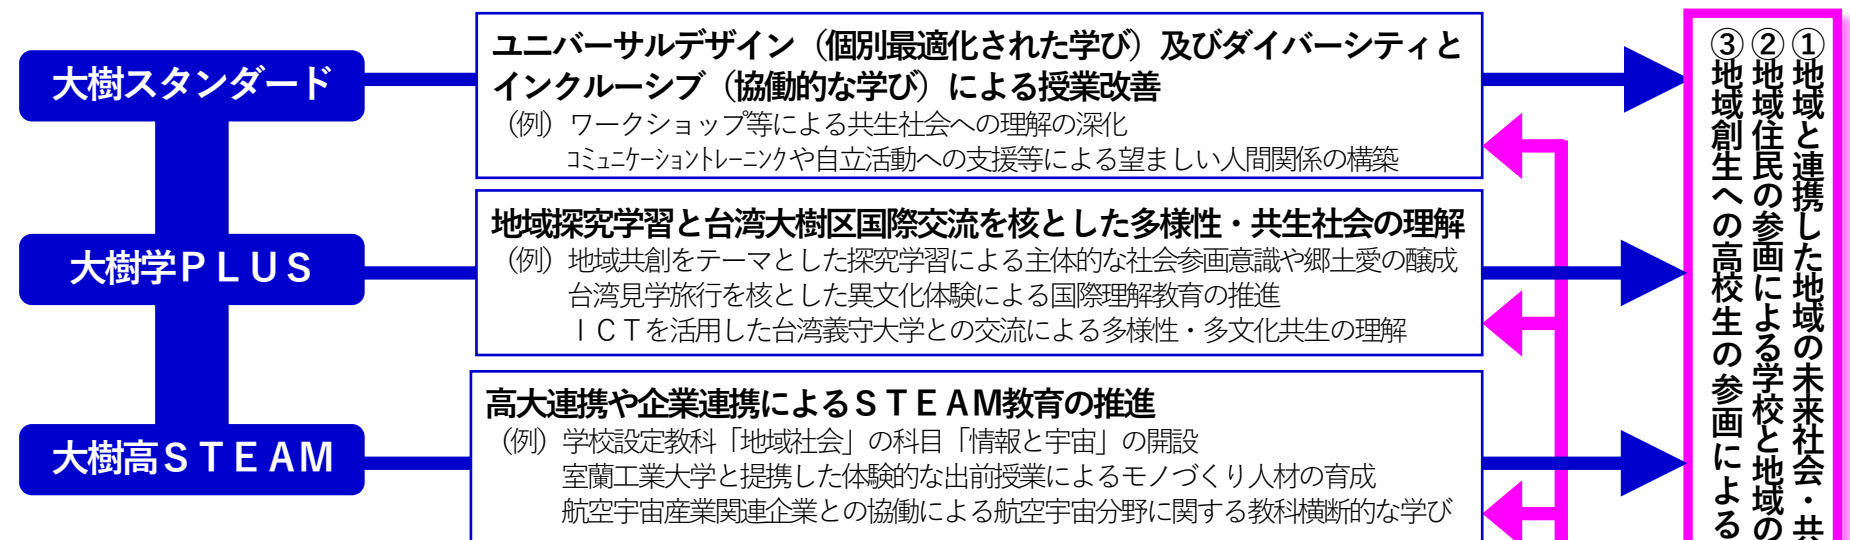 大樹スタンダード
ユニバーサルデザイン（個別最適化された学び）及びダイバーシティと
インクルーシブ（協働的な学び）による授業改善
（例）ワークショップ等による共生社会への理解の深化
ｺﾐｭﾆｹｰｼｮﾝﾄﾚｰﾆﾝｸﾞや自立活動への支援等による望ましい人間関係の構築
大樹学ＰＬＵＳ
地域探究学習と台湾大樹区国際交流を核とした多様性・共生社会の理解
（例）地域共創をテーマとした探究学習による主体的な社会参画意識や郷土愛の醸成
台湾見学旅行を核とした異文化体験による国際理解教育の推進
ＩＣＴを活用した台湾義守大学との交流による多様性・多文化共生の理解
大樹高ＳＴＥＡＭ
高大連携や企業連携によるＳＴＥＡＭ教育の推進
（例）学校設定教科「地域社会」の科目「情報と宇宙」の開設
室蘭工業大学と提携した体験的な出前授業によるモノづくり人材の育成
航空宇宙産業関連企業との協働による航空宇宙分野に関する教科横断的な学び
①地域と連携した地域の未来社会・共
②地域住民の参画による学校と地域の
③地域創生への高校生の参画による